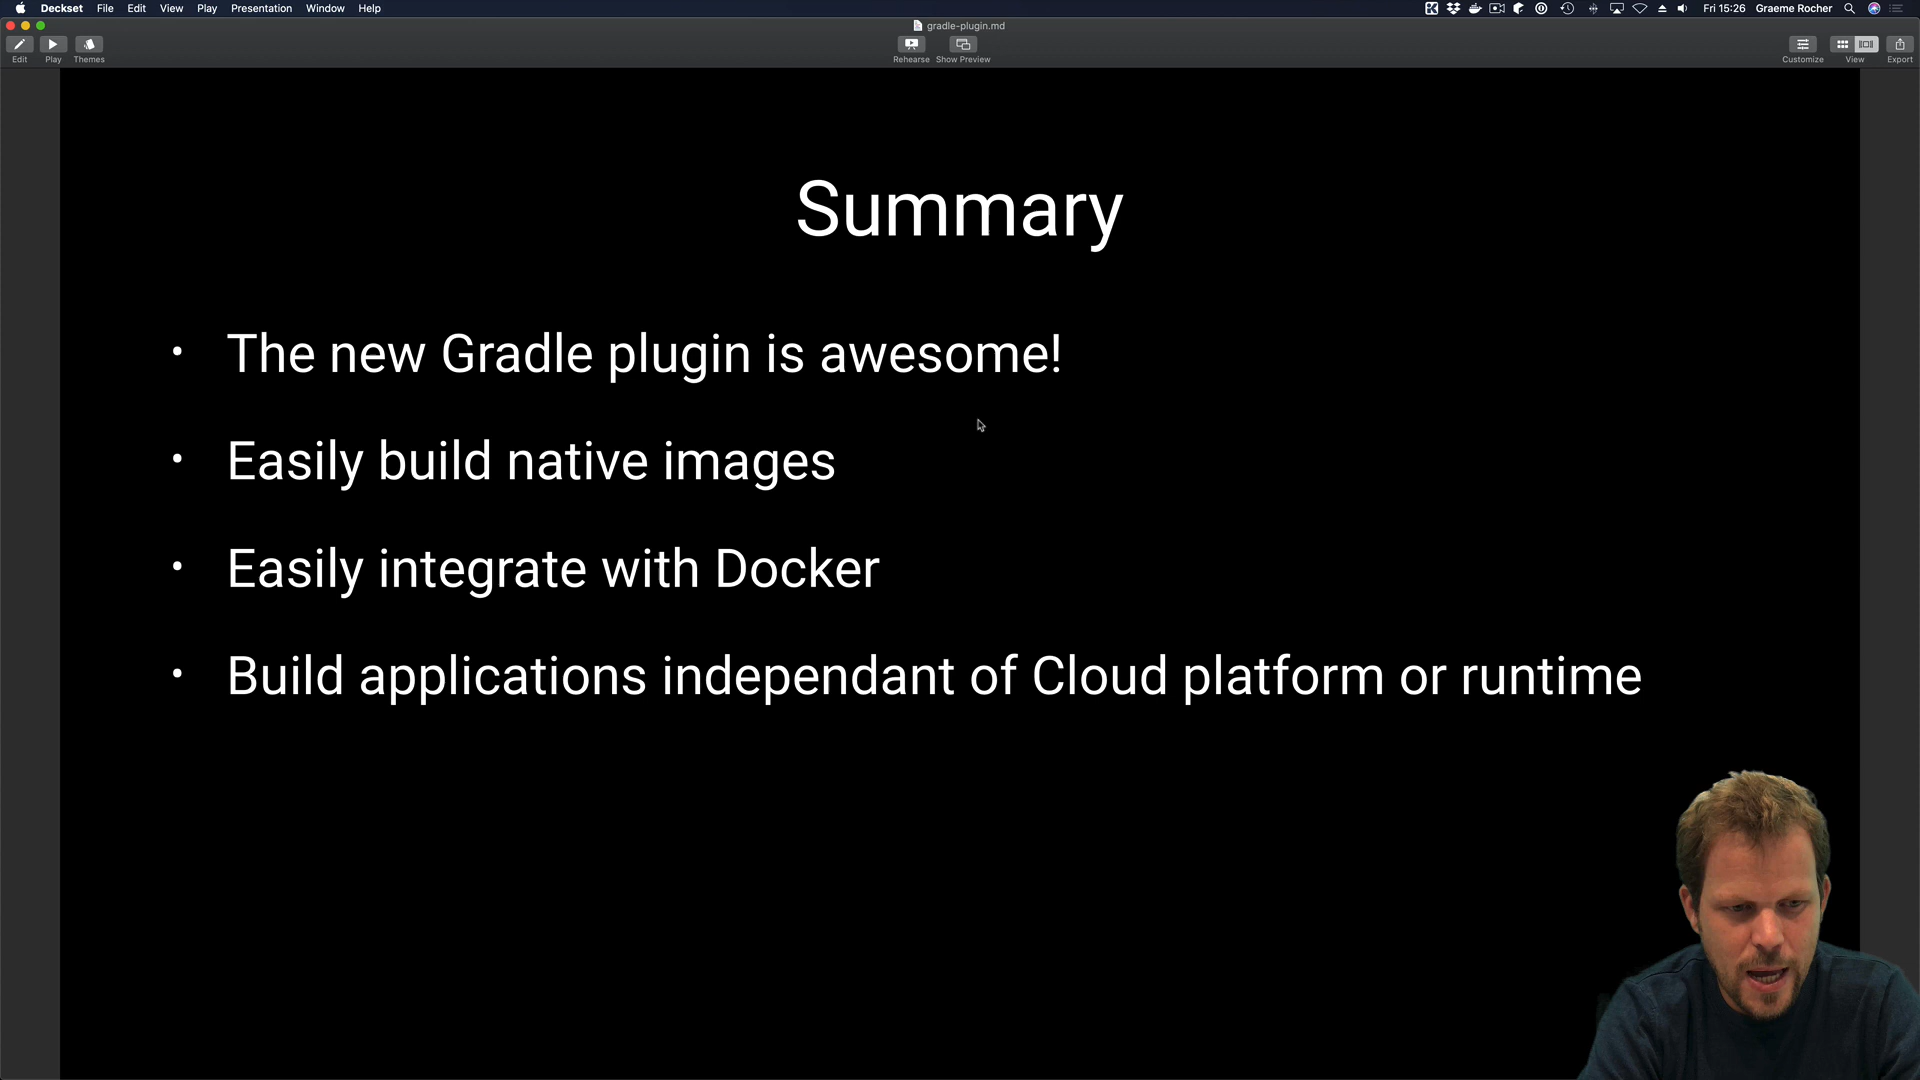 Deckset File Edit View Play Presentation Window Help
Fri 15:26 Graeme Rocher
gradle-plugin.md
Edit Play Themes
Rehearse Show Preview
Customize View Export
Summary
• The new Gradle plugin is awesome!
• Easily build native images
• Easily integrate with Docker
• Build applications independant of Cloud platform or runtime